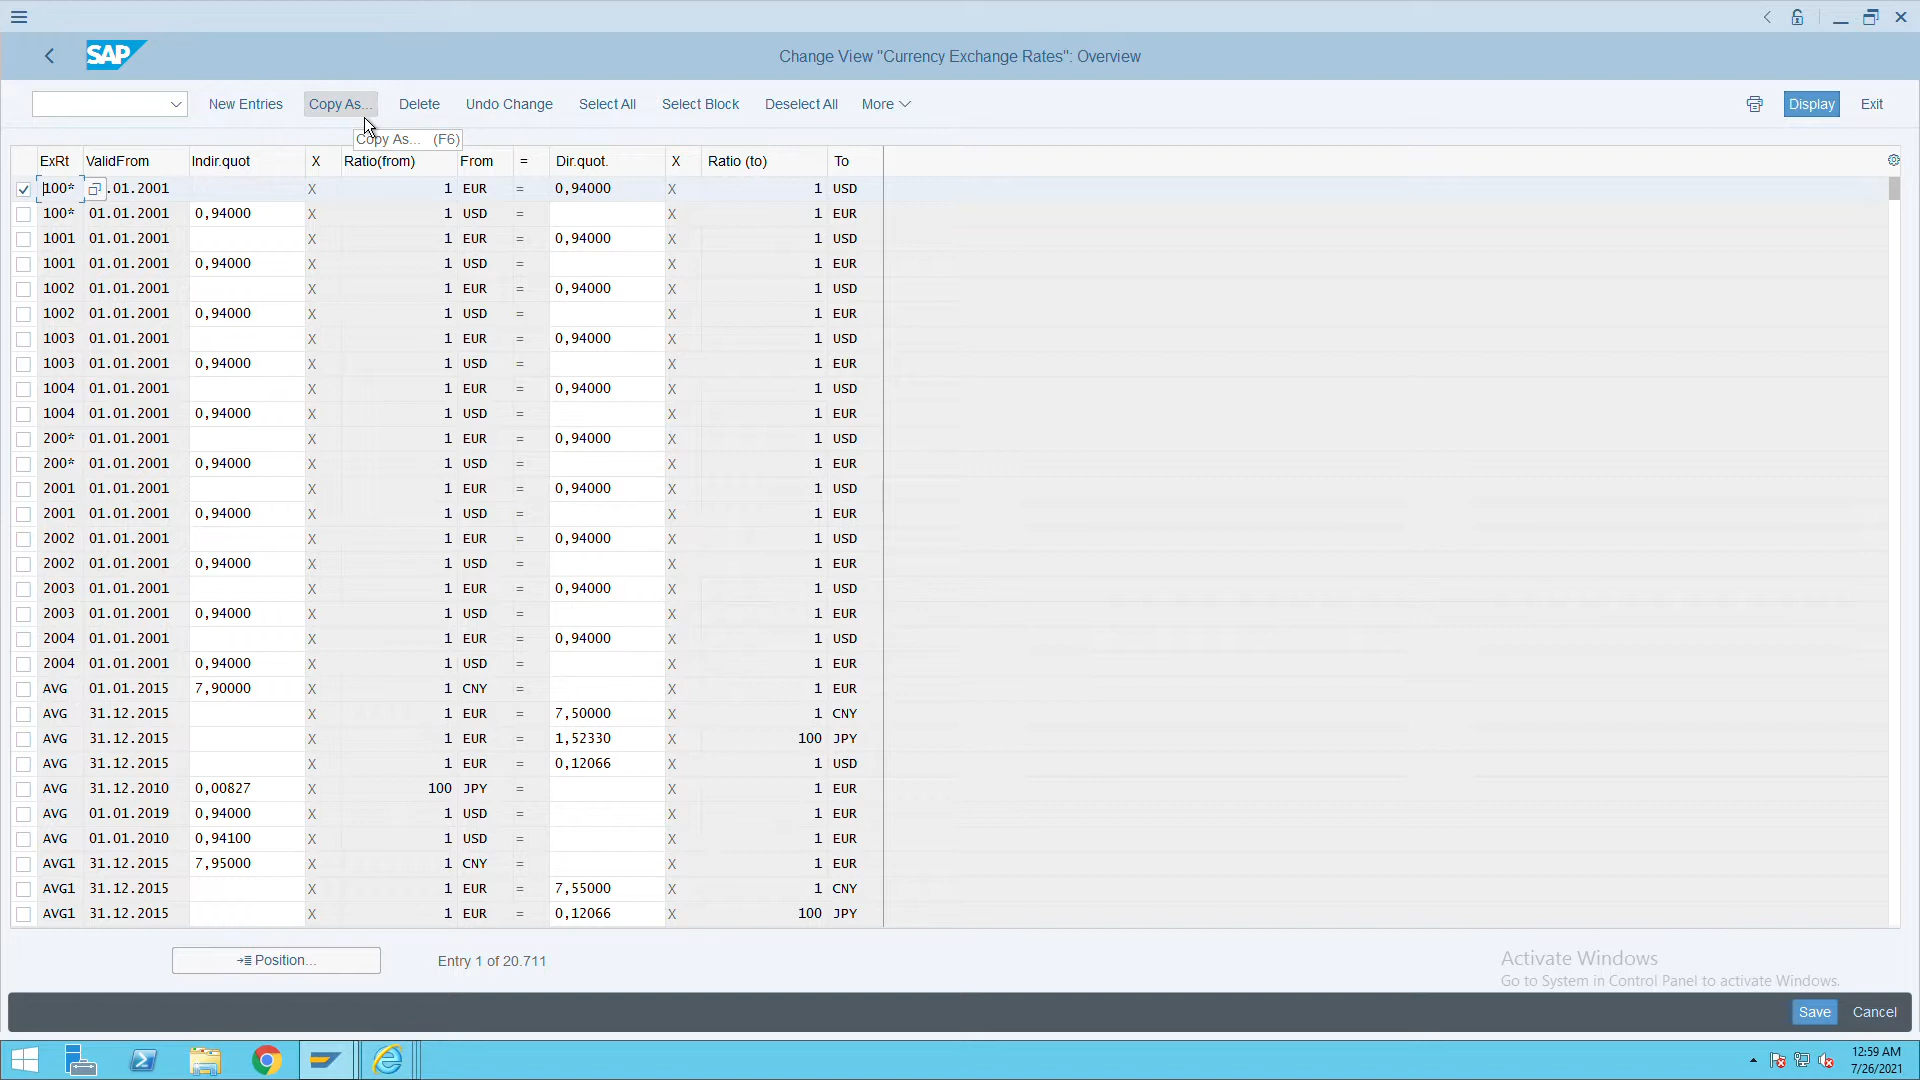 SAP
Change View "Currency Exchange Rates": Overview
New Entries Copy As... Delete Undo Change Select All Select Block Deselect All More Display Exit
Copy As... (F6)
ExRt ValidFrom Indir.quot X Ratio(from) From = Dir.quot. X Ratio (to) To
100* .01.2001 X 1 EUR = 0,94000 X 1 USD
100* 01.01.2001 0,94000 X 1 USD = X 1 EUR
1001 01.01.2001 X 1 EUR = 0,94000 X 1 USD
1001 01.01.2001 0,94000 X 1 USD = X 1 EUR
1002 01.01.2001 X 1 EUR = 0,94000 X 1 USD
1002 01.01.2001 0,94000 X 1 USD = X 1 EUR
1003 01.01.2001 X 1 EUR = 0,94000 X 1 USD
1003 01.01.2001 0,94000 X 1 USD = X 1 EUR
1004 01.01.2001 X 1 EUR = 0,94000 X 1 USD
1004 01.01.2001 0,94000 X 1 USD = X 1 EUR
200* 01.01.2001 X 1 EUR = 0,94000 X 1 USD
200* 01.01.2001 0,94000 X 1 USD = X 1 EUR
2001 01.01.2001 X 1 EUR = 0,94000 X 1 USD
2001 01.01.2001 0,94000 X 1 USD = X 1 EUR
2002 01.01.2001 X 1 EUR = 0,94000 X 1 USD
2002 01.01.2001 0,94000 X 1 USD = X 1 EUR
2003 01.01.2001 X 1 EUR = 0,94000 X 1 USD
2003 01.01.2001 0,94000 X 1 USD = X 1 EUR
2004 01.01.2001 X 1 EUR = 0,94000 X 1 USD
2004 01.01.2001 0,94000 X 1 USD = X 1 EUR
AVG 01.01.2015 7,90000 X 1 CNY = X 1 EUR
AVG 31.12.2015 X 1 EUR = 7,50000 X 1 CNY
AVG 31.12.2015 X 1 EUR = 1,52330 X 100 JPY
AVG 31.12.2015 X 1 EUR = 0,12066 X 1 USD
AVG 31.12.2010 0,00827 X 100 JPY = X 1 EUR
AVG 01.01.2019 0,94000 X 1 USD = X 1 EUR
AVG 01.01.2010 0,94100 X 1 USD = X 1 EUR
AVG1 31.12.2015 7,95000 X 1 CNY = X 1 EUR
AVG1 31.12.2015 X 1 EUR = 7,55000 X 1 CNY
AVG1 31.12.2015 X 1 EUR = 0,12066 X 100 JPY
Position... Entry 1 of 20.711
Activate Windows
Go to System in Control Panel to activate Windows.
Save Cancel
12:59 AM
7/26/2021